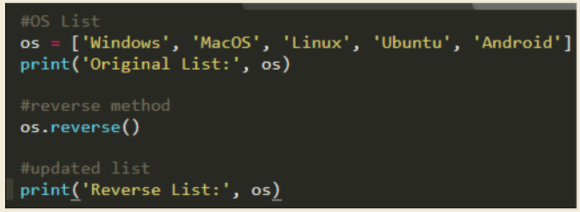 #OS List
os = ['Windows', 'MacOS', 'Linux', 'Ubuntu', 'Android']
print('Original List:', os)
#reverse method
os.reverse()
#updated list
print('Reverse List:', os)